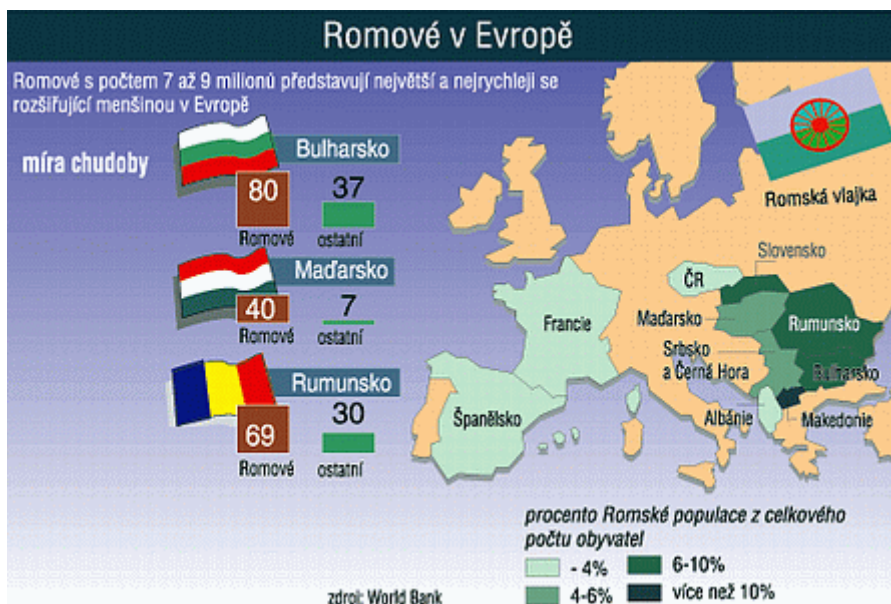 Romové v Evropě
Romové s počtem 7 až 9 milionů představují největší a nejrychleji se
rozšiřující menšinou v Evropě
míra chudoby
Bulharsko
80
37
Romové
ostatní
Maďarsko
40
7
Romové
ostatní
Rumunsko
69
30
Romové
ostatní
Romská vlajka
Slovensko
ČR
Francie
Maďarsko
Rumunsko
Srbsko
a Černá Hora
Bulharsko
Španělsko
Albánie
Makedonie
procento Romské populace z celkového
počtu obyvatel
- 4%
6-10%
4-6%
více než 10%
zdroj: World Bank